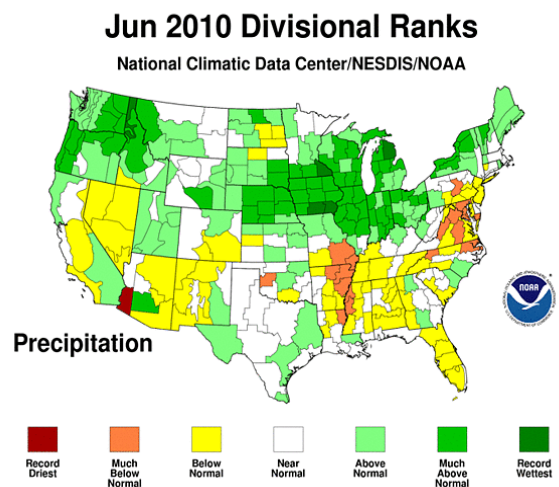 Jun 2010 Divisional Ranks
National Climatic Data Center/NESDIS/NOAA
NOAA
Precipitation
Record Driest
Much Below Normal
Below Normal
Near Normal
Above Normal
Much Above Normal
Record Wettest